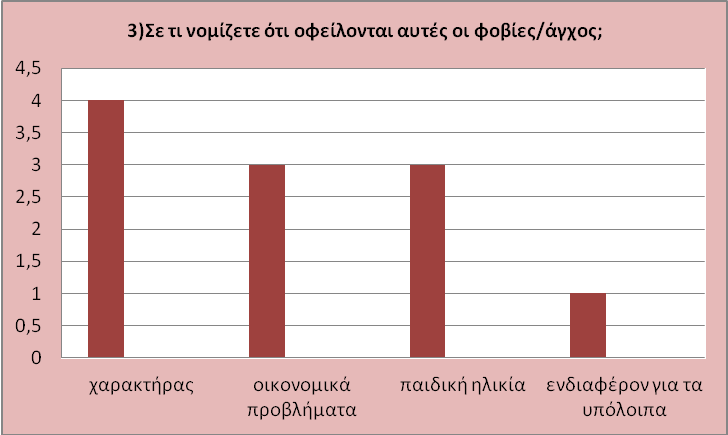 3)Σε τι νομίζετε ότι οφείλονται αυτές οι φοβίες/άγχος;
4,5
4
3,5
3
2,5
2
1,5
1
0,5
0
χαρακτήρας
οικονομικά
προβλήματα
παιδική ηλικία
ενδιαφέρον για τα
υπόλοιπα